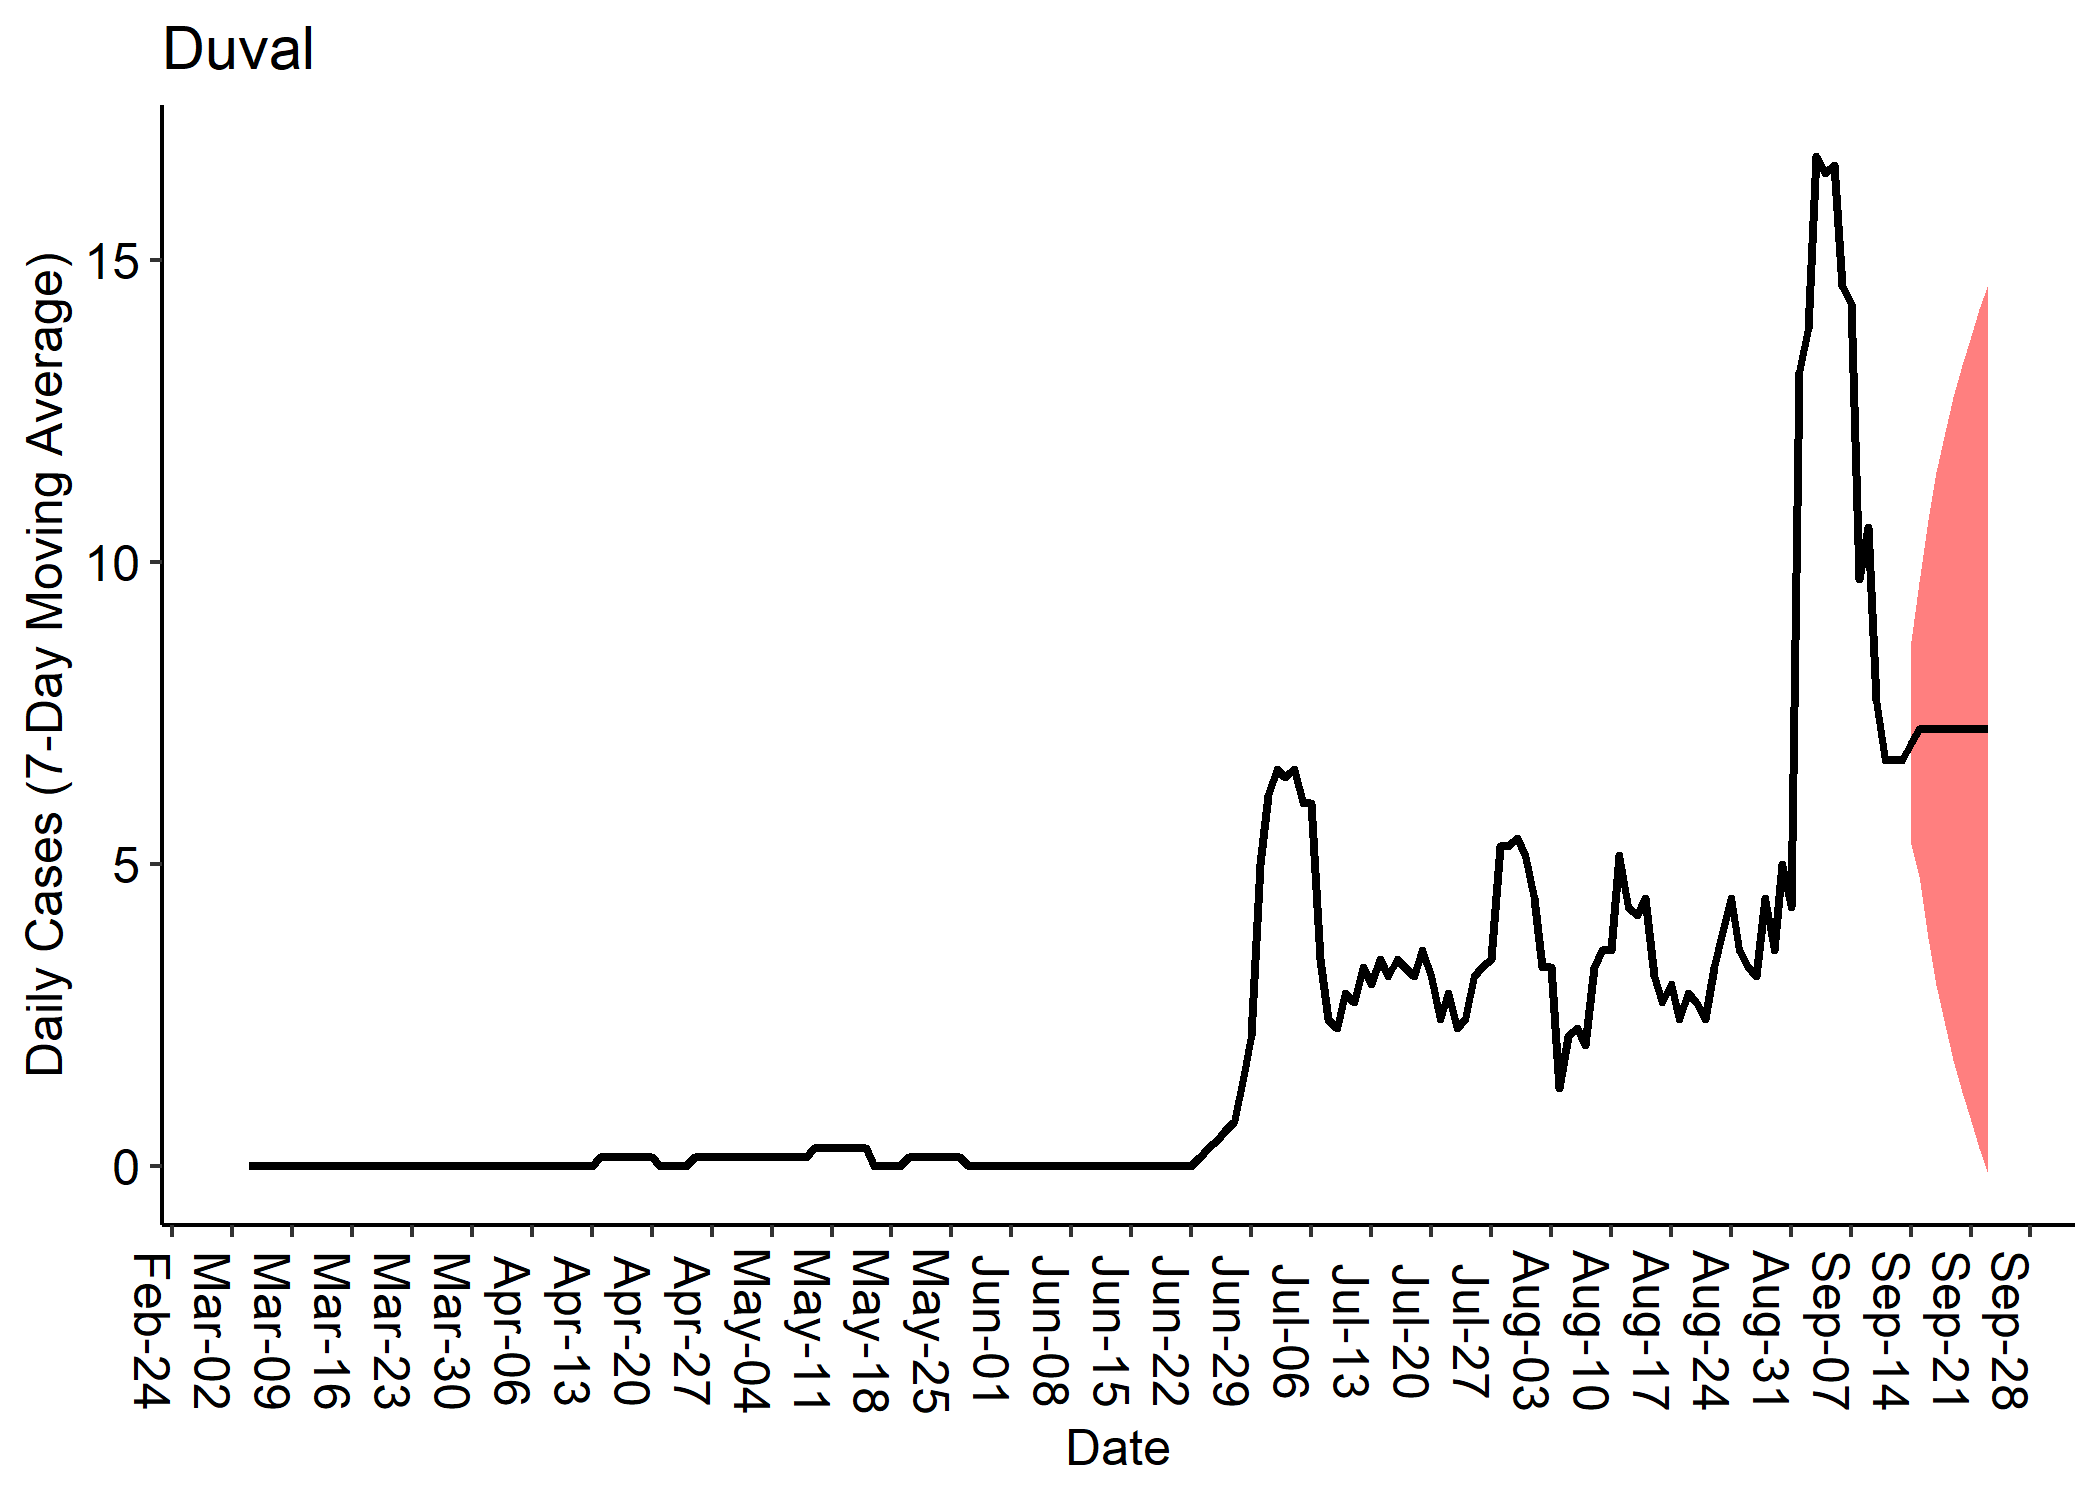 Duval
Daily Cases (7-Day Moving Average)
15
10
5
0
Feb-24
Mar-02
Mar-09
Mar-16
Mar-23
Mar-30
Apr-06
Apr-13
Apr-20
Apr-27
May-04
May-11
May-18
May-25
Jun-01
Jun-08
Jun-15
Jun-22
Jun-29
Jul-06
Jul-13
Jul-20
Jul-27
Aug-03
Aug-10
Aug-17
Aug-24
Aug-31
Sep-07
Sep-14
Sep-21
Sep-28
Date